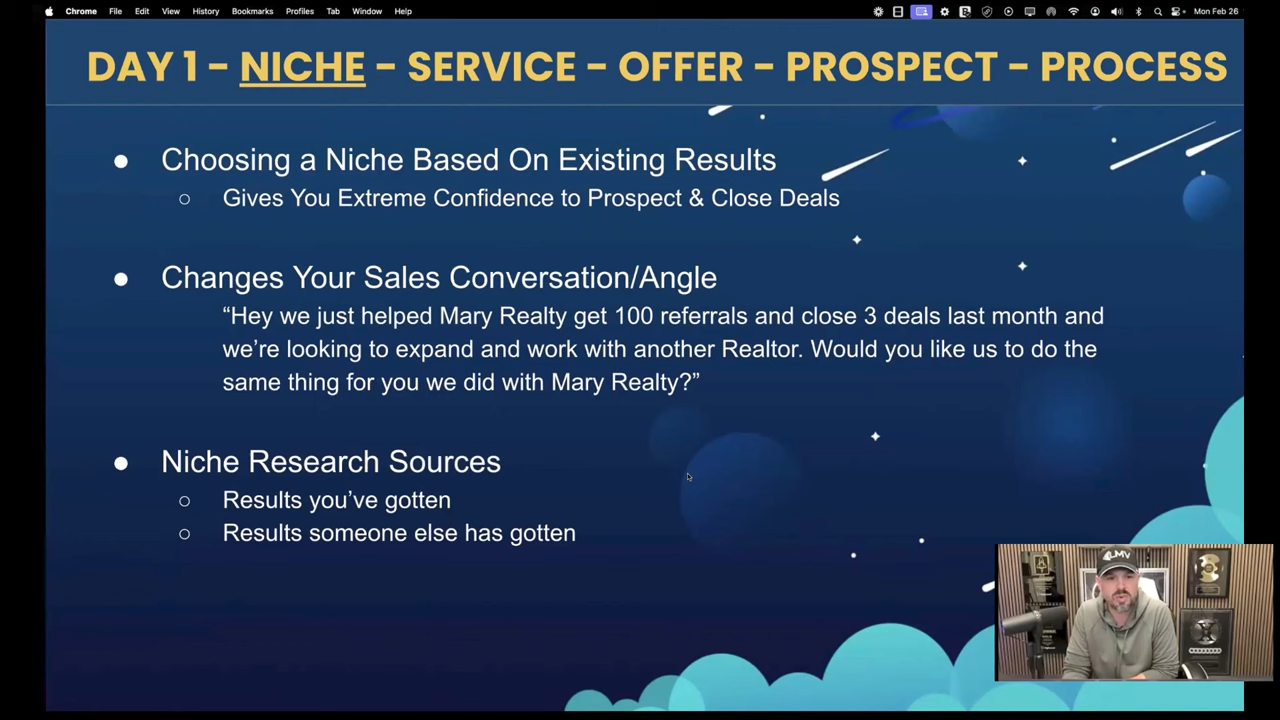 Chrome File Edit View History Bookmarks Profiles Tab Window Help Mon Feb 26
DAY 1 - NICHE - SERVICE - OFFER - PROSPECT - PROCESS
● Choosing a Niche Based On Existing Results
○ Gives You Extreme Confidence to Prospect & Close Deals
● Changes Your Sales Conversation/Angle
“Hey we just helped Mary Realty get 100 referrals and close 3 deals last month and
we’re looking to expand and work with another Realtor. Would you like us to do the
same thing for you we did with Mary Realty?”
● Niche Research Sources
○ Results you’ve gotten
○ Results someone else has gotten
LMV